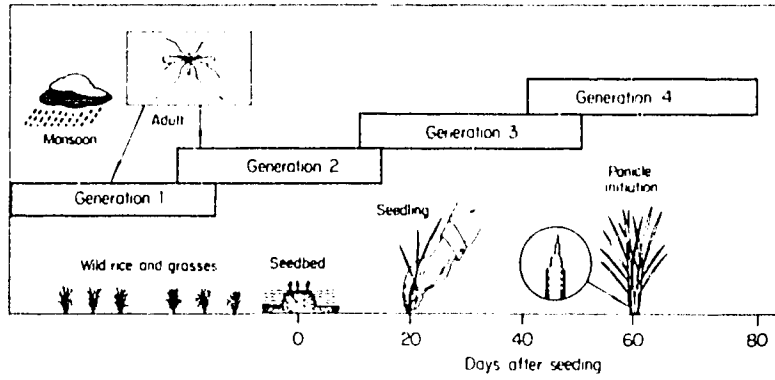 Monsoon
Adult
Generation 4
Generation 3
Generation 2
Generation 1
Panicle
initiation
Seedling
Wild rice and grasses
Seedbed
0
20
40
60
80
Days after seeding